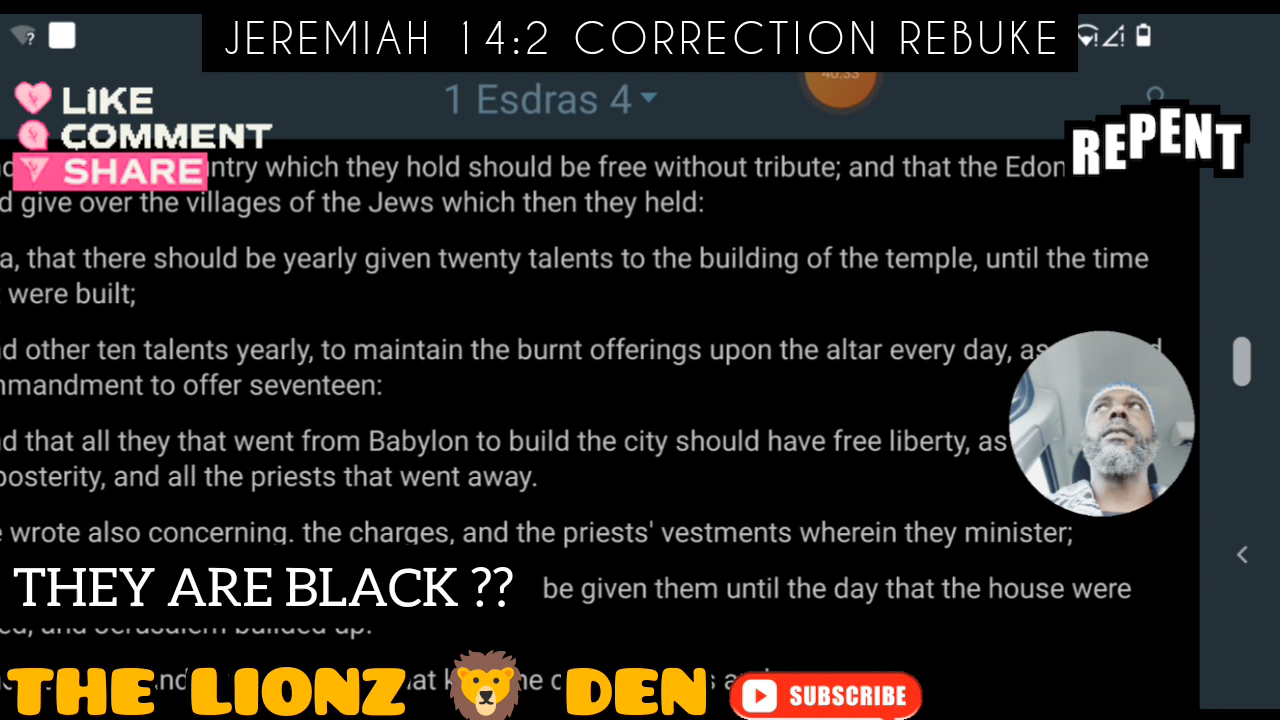 JEREMIAH 14:2 CORRECTION REBUKE
1 Esdras 4
LIKE
COMMENT
SHARE
REPENT
which they hold should be free without tribute; and that the
give over the villages of the Jews which then they held:
that there should be yearly given twenty talents to the building of the temple, until the time
were built;
other ten talents yearly, to maintain the burnt offerings upon the altar every day, as
to offer seventeen:
that all they that went from Babylon to build the city should have free liberty, as
posterity, and all the priests that went away.
wrote also concerning. the charges, and the priests' vestments wherein they minister;
THEY ARE BLACK ??
be given them until the day that the house were
THE LIONZ DEN
SUBSCRIBE